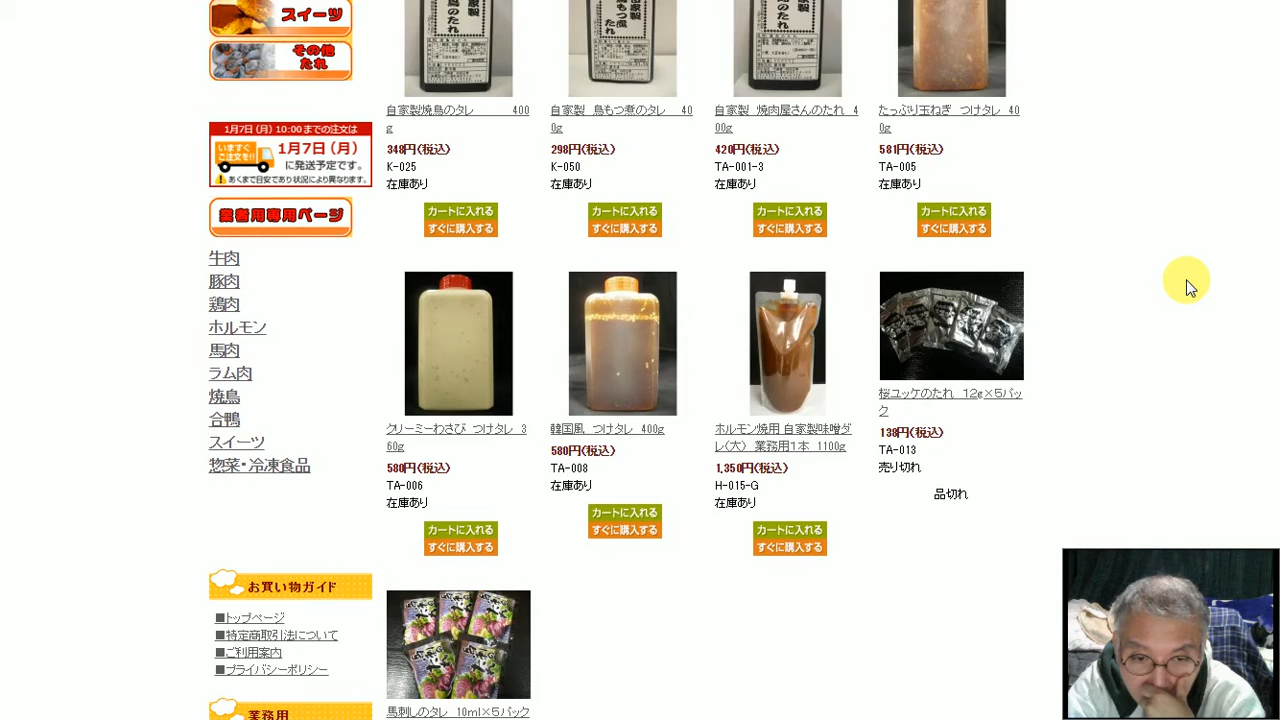 スイーツ
その他
たれ
1月7日(月) 10:00までの注文は
いますぐ
ご注文を!!
1月7日(月)
に発送予定です。
あくまで目安であり状況により異なります。
業者用専用ページ
牛肉
豚肉
鶏肉
ホルモン
馬肉
ラム肉
焼鳥
合鴨
スイーツ
惣菜・冷凍食品
お買い物ガイド
■トップページ
■特定商取引法について
■ご利用案内
■プライバシーポリシー
業務用
自家製焼鳥のタレ 400
g
348円(税込)
K-025
在庫あり
カートに入れる
すぐに購入する
自家製 鳥もつ煮のタレ 40
0g
298円(税込)
K-050
在庫あり
カートに入れる
すぐに購入する
自家製 焼肉屋さんのたれ 4
00g
420円(税込)
TA-001-3
在庫あり
カートに入れる
すぐに購入する
たっぷり玉ねぎ つけタレ 40
0g
581円(税込)
TA-005
在庫あり
カートに入れる
すぐに購入する
クリーミーわさび つけタレ 3
60g
580円(税込)
TA-006
在庫あり
カートに入れる
すぐに購入する
韓国風 つけタレ 400g
580円(税込)
TA-008
在庫あり
カートに入れる
すぐに購入する
ホルモン焼用 自家製味噌ダ
レ(大) 業務用1本 1100g
1,350円(税込)
H-015-G
在庫あり
カートに入れる
すぐに購入する
桜ユッケのたれ 12g×5パッ
ク
138円(税込)
TA-013
売り切れ
品切れ
馬刺しのタレ 10ml×5パック